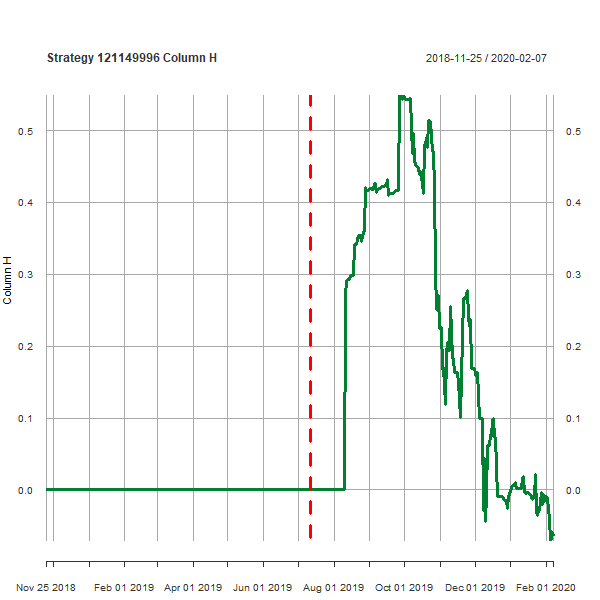 Strategy 121149996 Column H
2018-11-25 / 2020-02-07
0.5
0.5
0.4
0.4
0.3
0.3
Column H
0.2
0.2
0.1
0.1
0.0
0.0
Nov 25 2018
Feb 01 2019
Apr 01 2019
Jun 01 2019
Aug 01 2019
Oct 01 2019
Dec 01 2019
Feb 01 2020